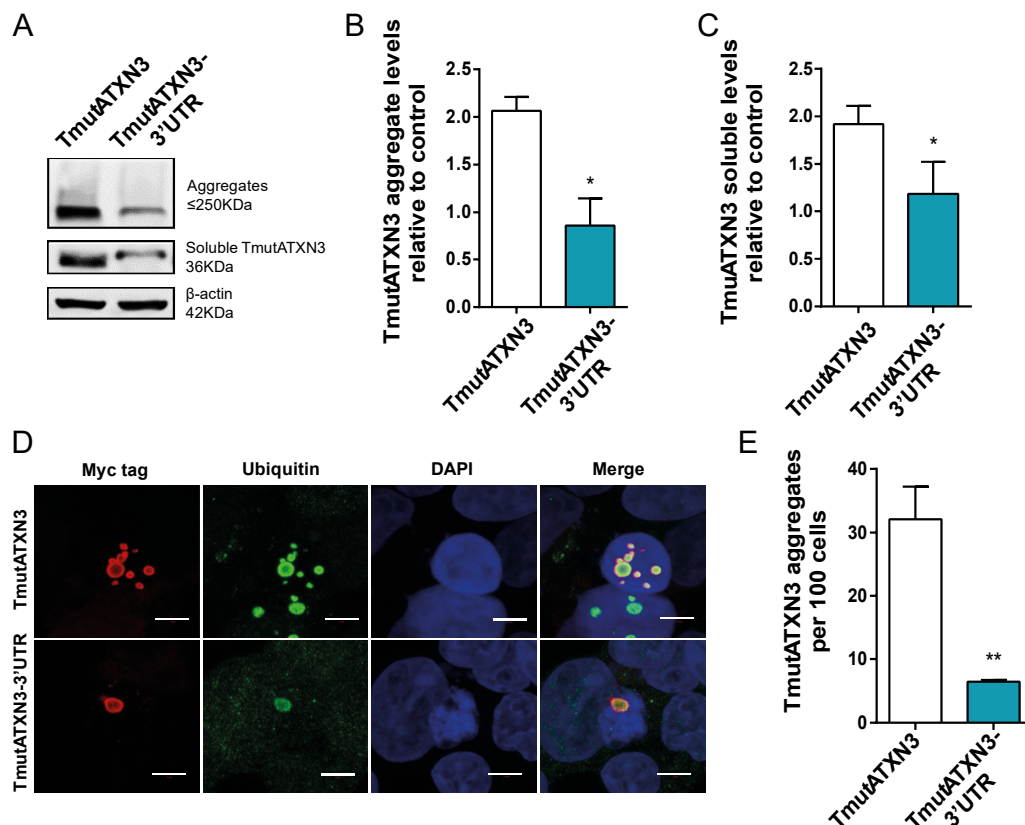 A
TmutATXN3
TmutATXN3-
3'UTR
Aggregates
≤250KDa
Soluble TmutATXN3
36KDa
β-actin
42KDa
B
TmutATXN3 aggregate levels
relative to control
2.5
2.0
1.5
1.0
0.5
0.0
*
TmutATXN3
TmutATXN3-
3'UTR
C
TmuATXN3 soluble levels
relative to control
2.5
2.0
1.5
1.0
0.5
0.0
*
TmutATXN3
TmutATXN3-
3'UTR
D
Myc tag
Ubiquitin
DAPI
Merge
TmutATXN3
TmutATXN3-3'UTR
E
TmutATXN3 aggregates
per 100 cells
40
30
20
10
0
**
TmutATXN3
TmutATXN3-
3'UTR